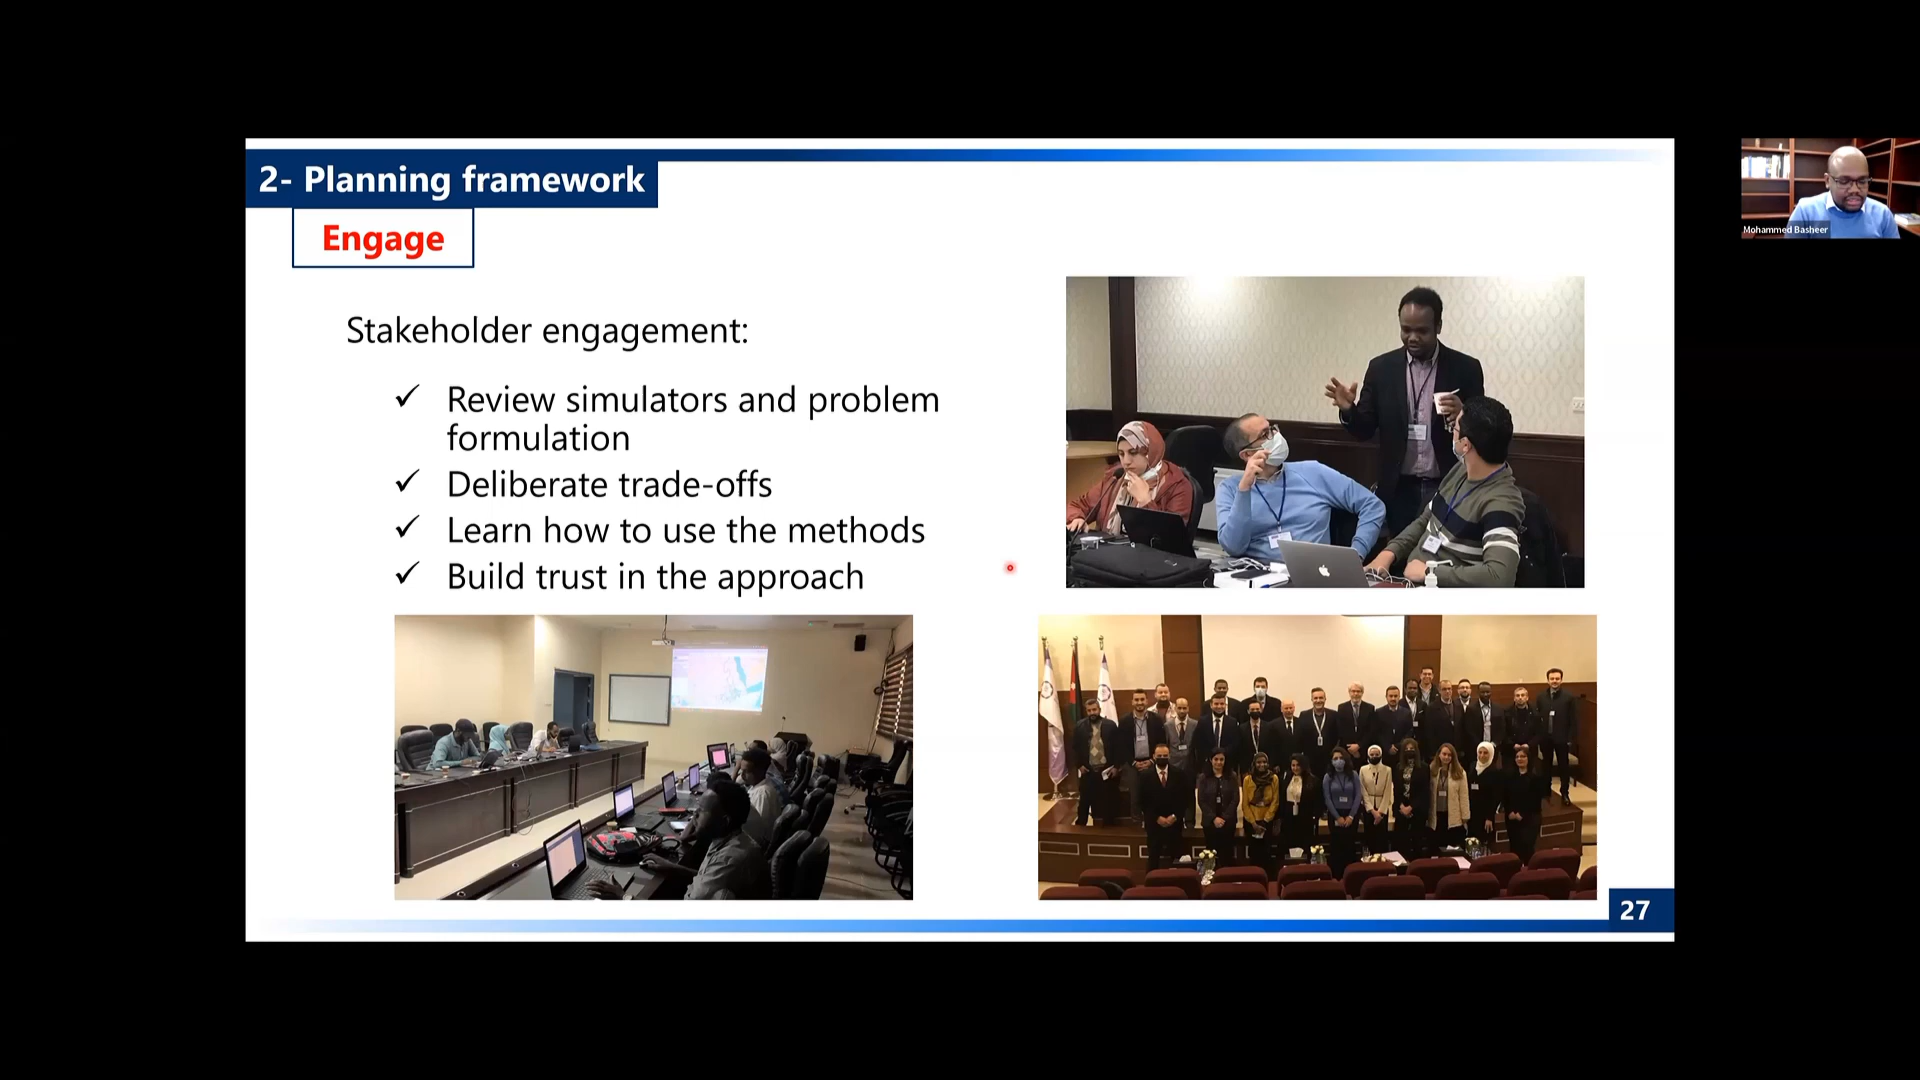 2- Planning framework
Engage
Mohammed Basheer
Stakeholder engagement:
✓ Review simulators and problem
formulation
✓ Deliberate trade-offs
✓ Learn how to use the methods
✓ Build trust in the approach
27